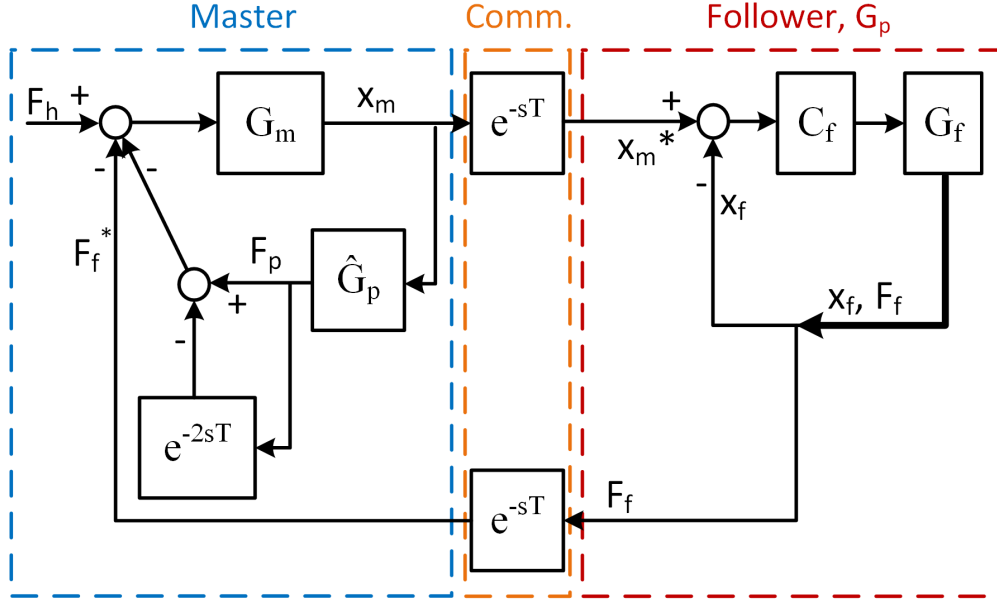 Master
Comm.
Follower, Gp
Fh
+
Gm
xm
e-sT
xm*
+
-
Cf
Gf
xf
-
-
Ff*
Fp
+
Ĝp
xf, Ff
-
e-2sT
e-sT
Ff